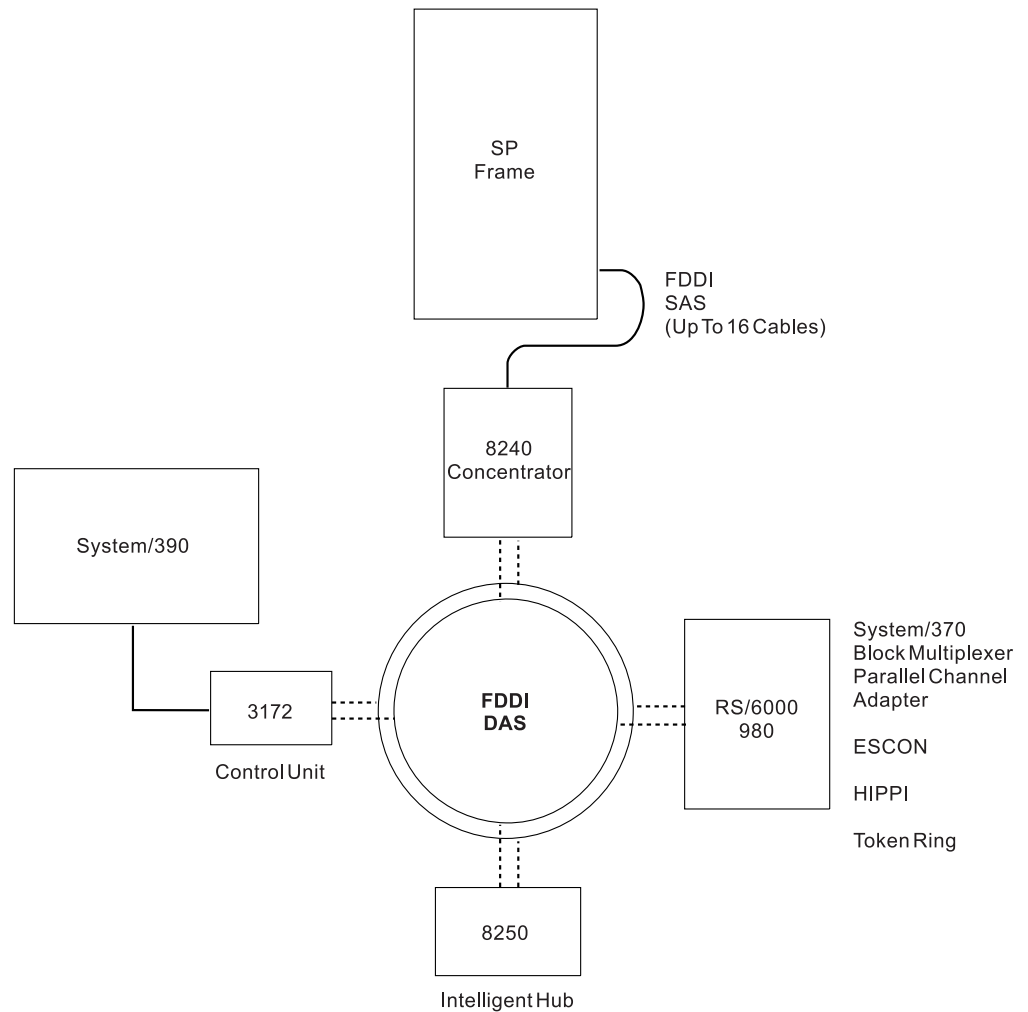 SP
Frame
FDDI
SAS
(Up To 16 Cables)
8240
Concentrator
System/390
3172
Control Unit
FDDI
DAS
RS/6000
980
System/370
Block Multiplexer
Parallel Channel
Adapter
ESCON
HIPPI
Token Ring
8250
Intelligent Hub